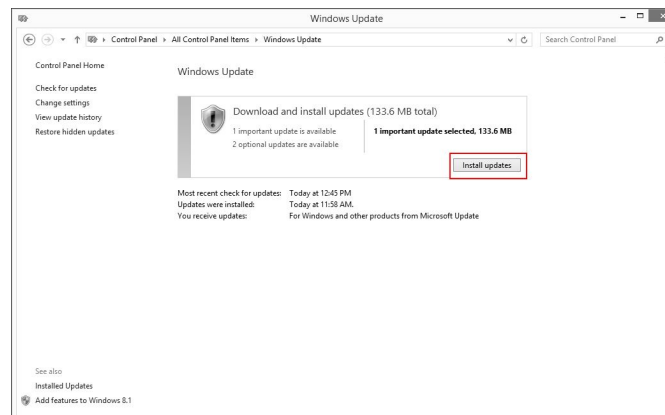 Windows Update
Control Panel ▸ All Control Panel Items ▸ Windows Update
Search Control Panel
Control Panel Home
Check for updates
Change settings
View update history
Restore hidden updates
Windows Update
Download and install updates (133.6 MB total)
1 important update is available
2 optional updates are available
1 important update selected, 133.6 MB
Install updates
Most recent check for updates: Today at 12:45 PM
Updates were installed: Today at 11:58 AM.
You receive updates: For Windows and other products from Microsoft Update
See also
Installed Updates
Add features to Windows 8.1